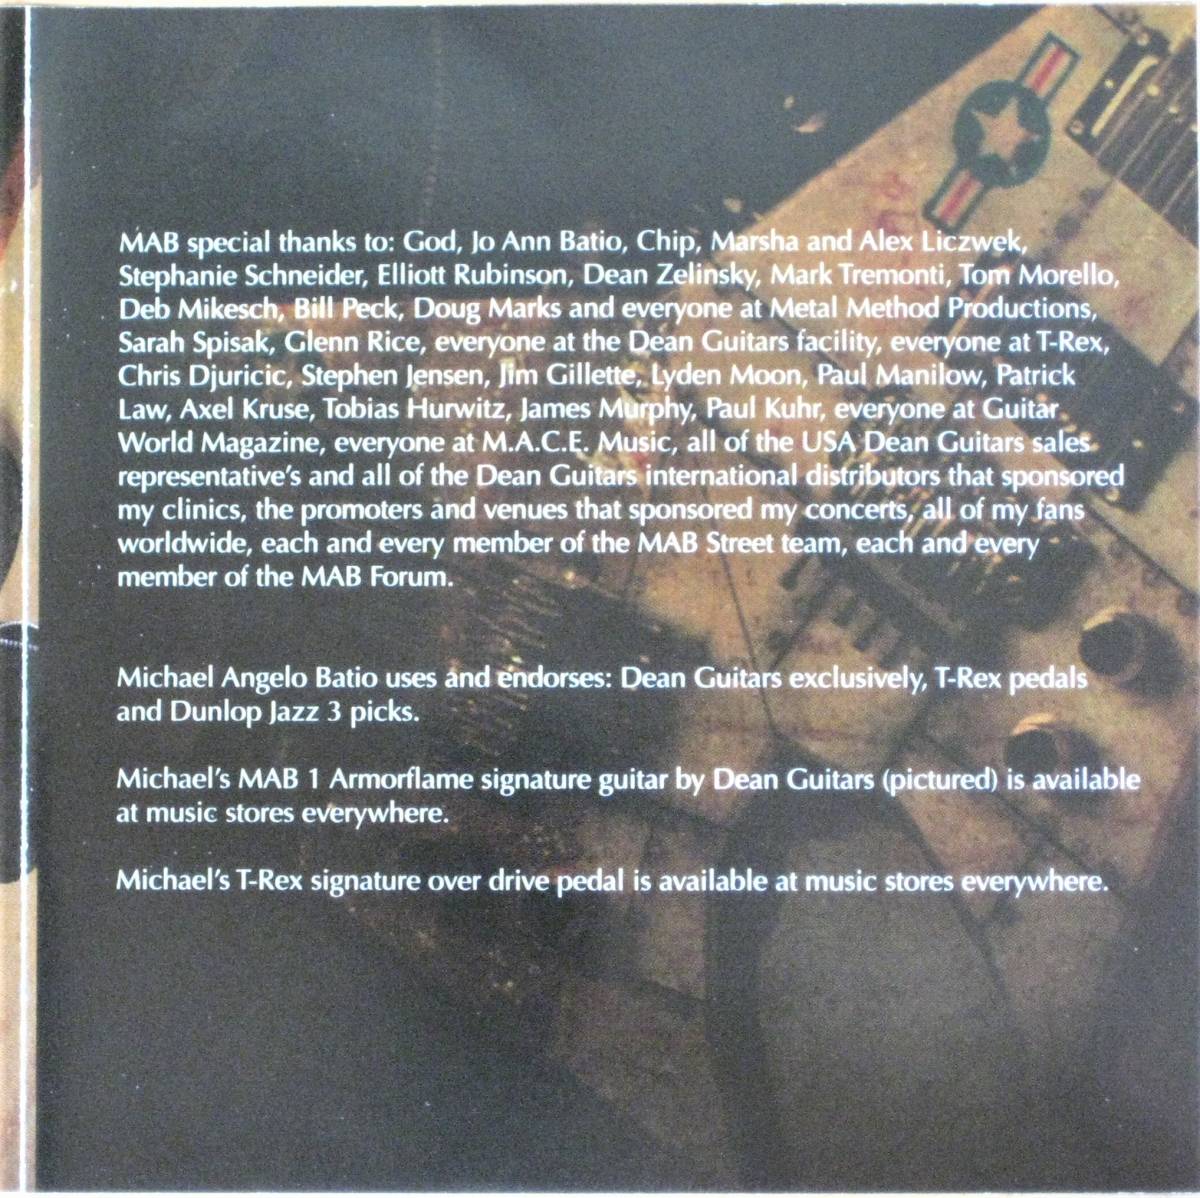 MAB special thanks to: God, Jo Ann Batio, Chip, Marsha and Alex Liczwek,
Stephanie Schneider, Elliott Rubinson, Dean Zelinsky, Mark Tremonti, Tom Morello,
Deb Mikesch, Bill Peck, Doug Marks and everyone at Metal Method Productions,
Sarah Spisak, Glenn Rice, everyone at the Dean Guitars facility, everyone at T-Rex,
Chris Djuricic, Stephen Jensen, Jim Gillette, Lyden Moon, Paul Manilow, Patrick
Law, Axel Kruse, Tobias Hurwitz, James Murphy, Paul Kuhr, everyone at Guitar
World Magazine, everyone at M.A.C.E. Music, all of the USA Dean Guitars sales
representative's and all of the Dean Guitars international distributors that sponsored
my clinics, the promoters and venues that sponsored my concerts, all of my fans
worldwide, each and every member of the MAB Street team, each and every
member of the MAB Forum.
Michael Angelo Batio uses and endorses: Dean Guitars exclusively, T-Rex pedals
and Dunlop Jazz 3 picks.
Michael's MAB 1 Armorflame signature guitar by Dean Guitars (pictured) is available
at music stores everywhere.
Michael's T-Rex signature over drive pedal is available at music stores everywhere.